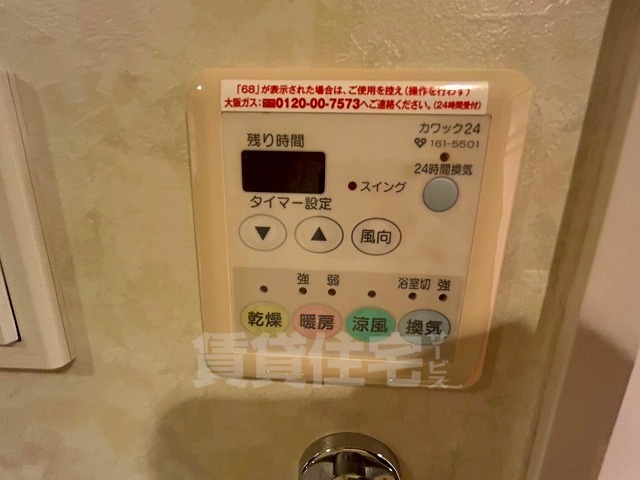 「68」が表示された場合は、ご使用を控え（操作を行わず）
大阪ガス：0120-00-7573へご連絡ください。（24時間受付）
カワック24
161-5501
残り時間
24時間換気
スイング
タイマー設定
▼ ▲ 風向
強 弱 浴室切 強
乾燥 暖房 涼風 換気
賃貸住宅サービス